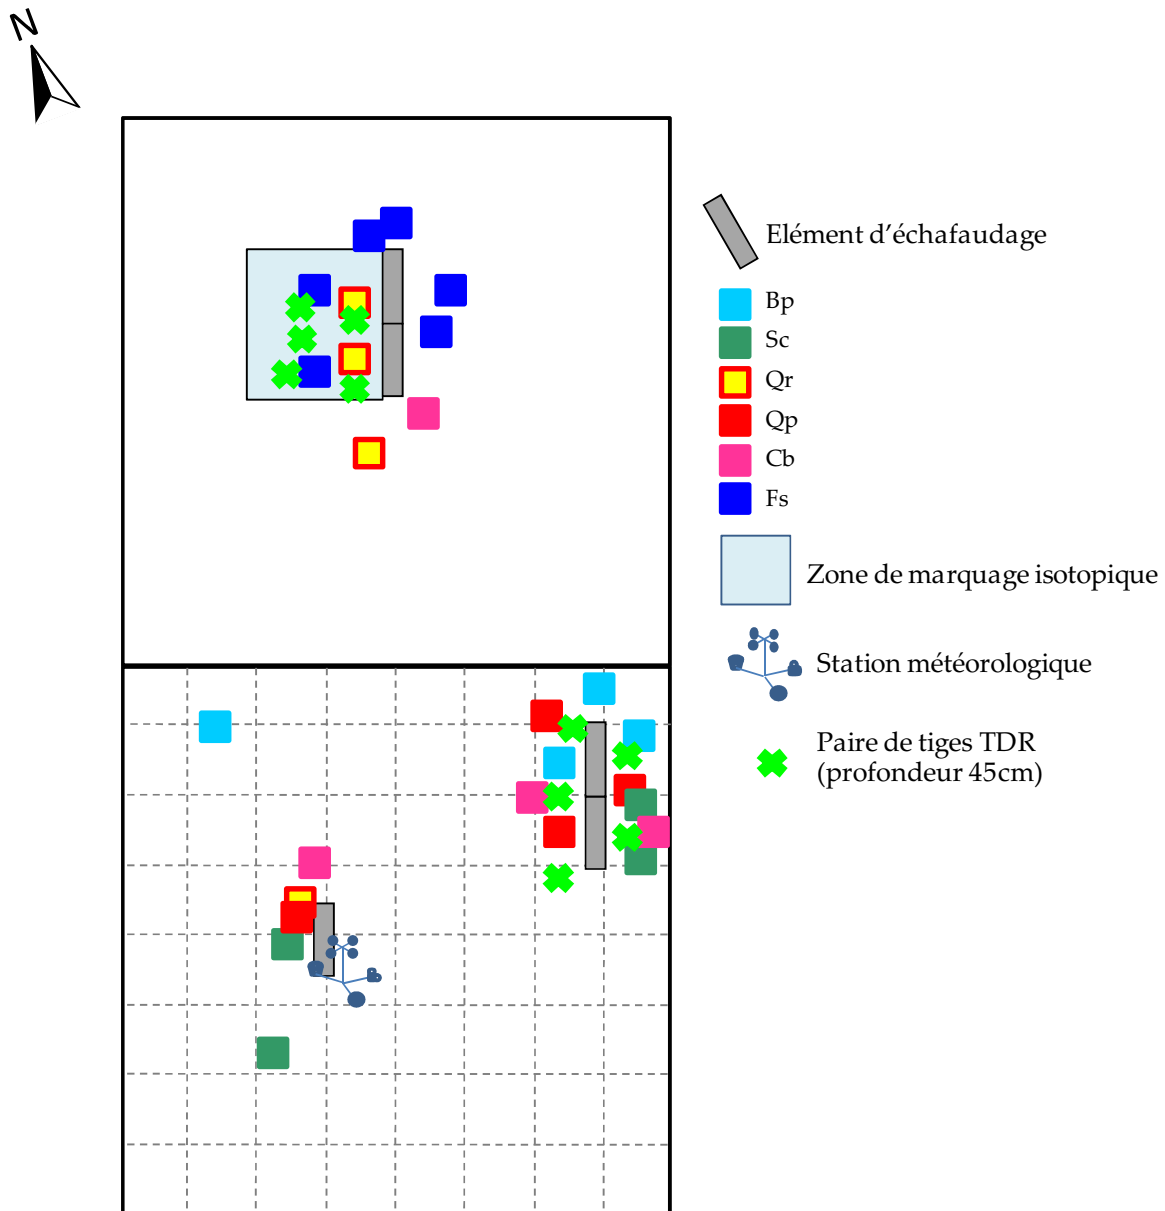 N
Elément d'échafaudage
Bp
Sc
Qr
Qp
Cb
Fs
Zone de marquage isotopique
Station météorologique
Paire de tiges TDR
(profondeur 45cm)